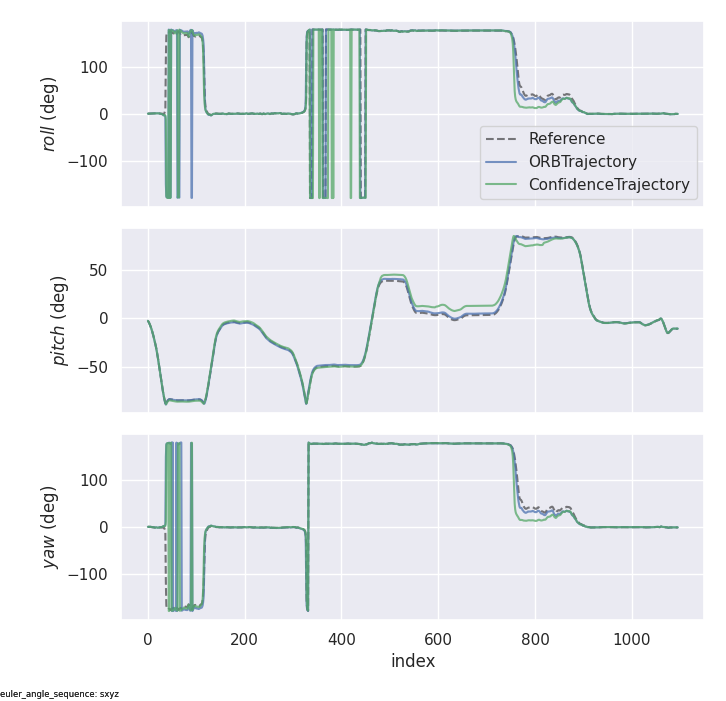 100
0
−100
roll (deg)
Reference
ORBTrajectory
ConfidenceTrajectory
50
0
−50
pitch (deg)
100
0
−100
yaw (deg)
0 200 400 600 800 1000
index
euler_angle_sequence: sxyz